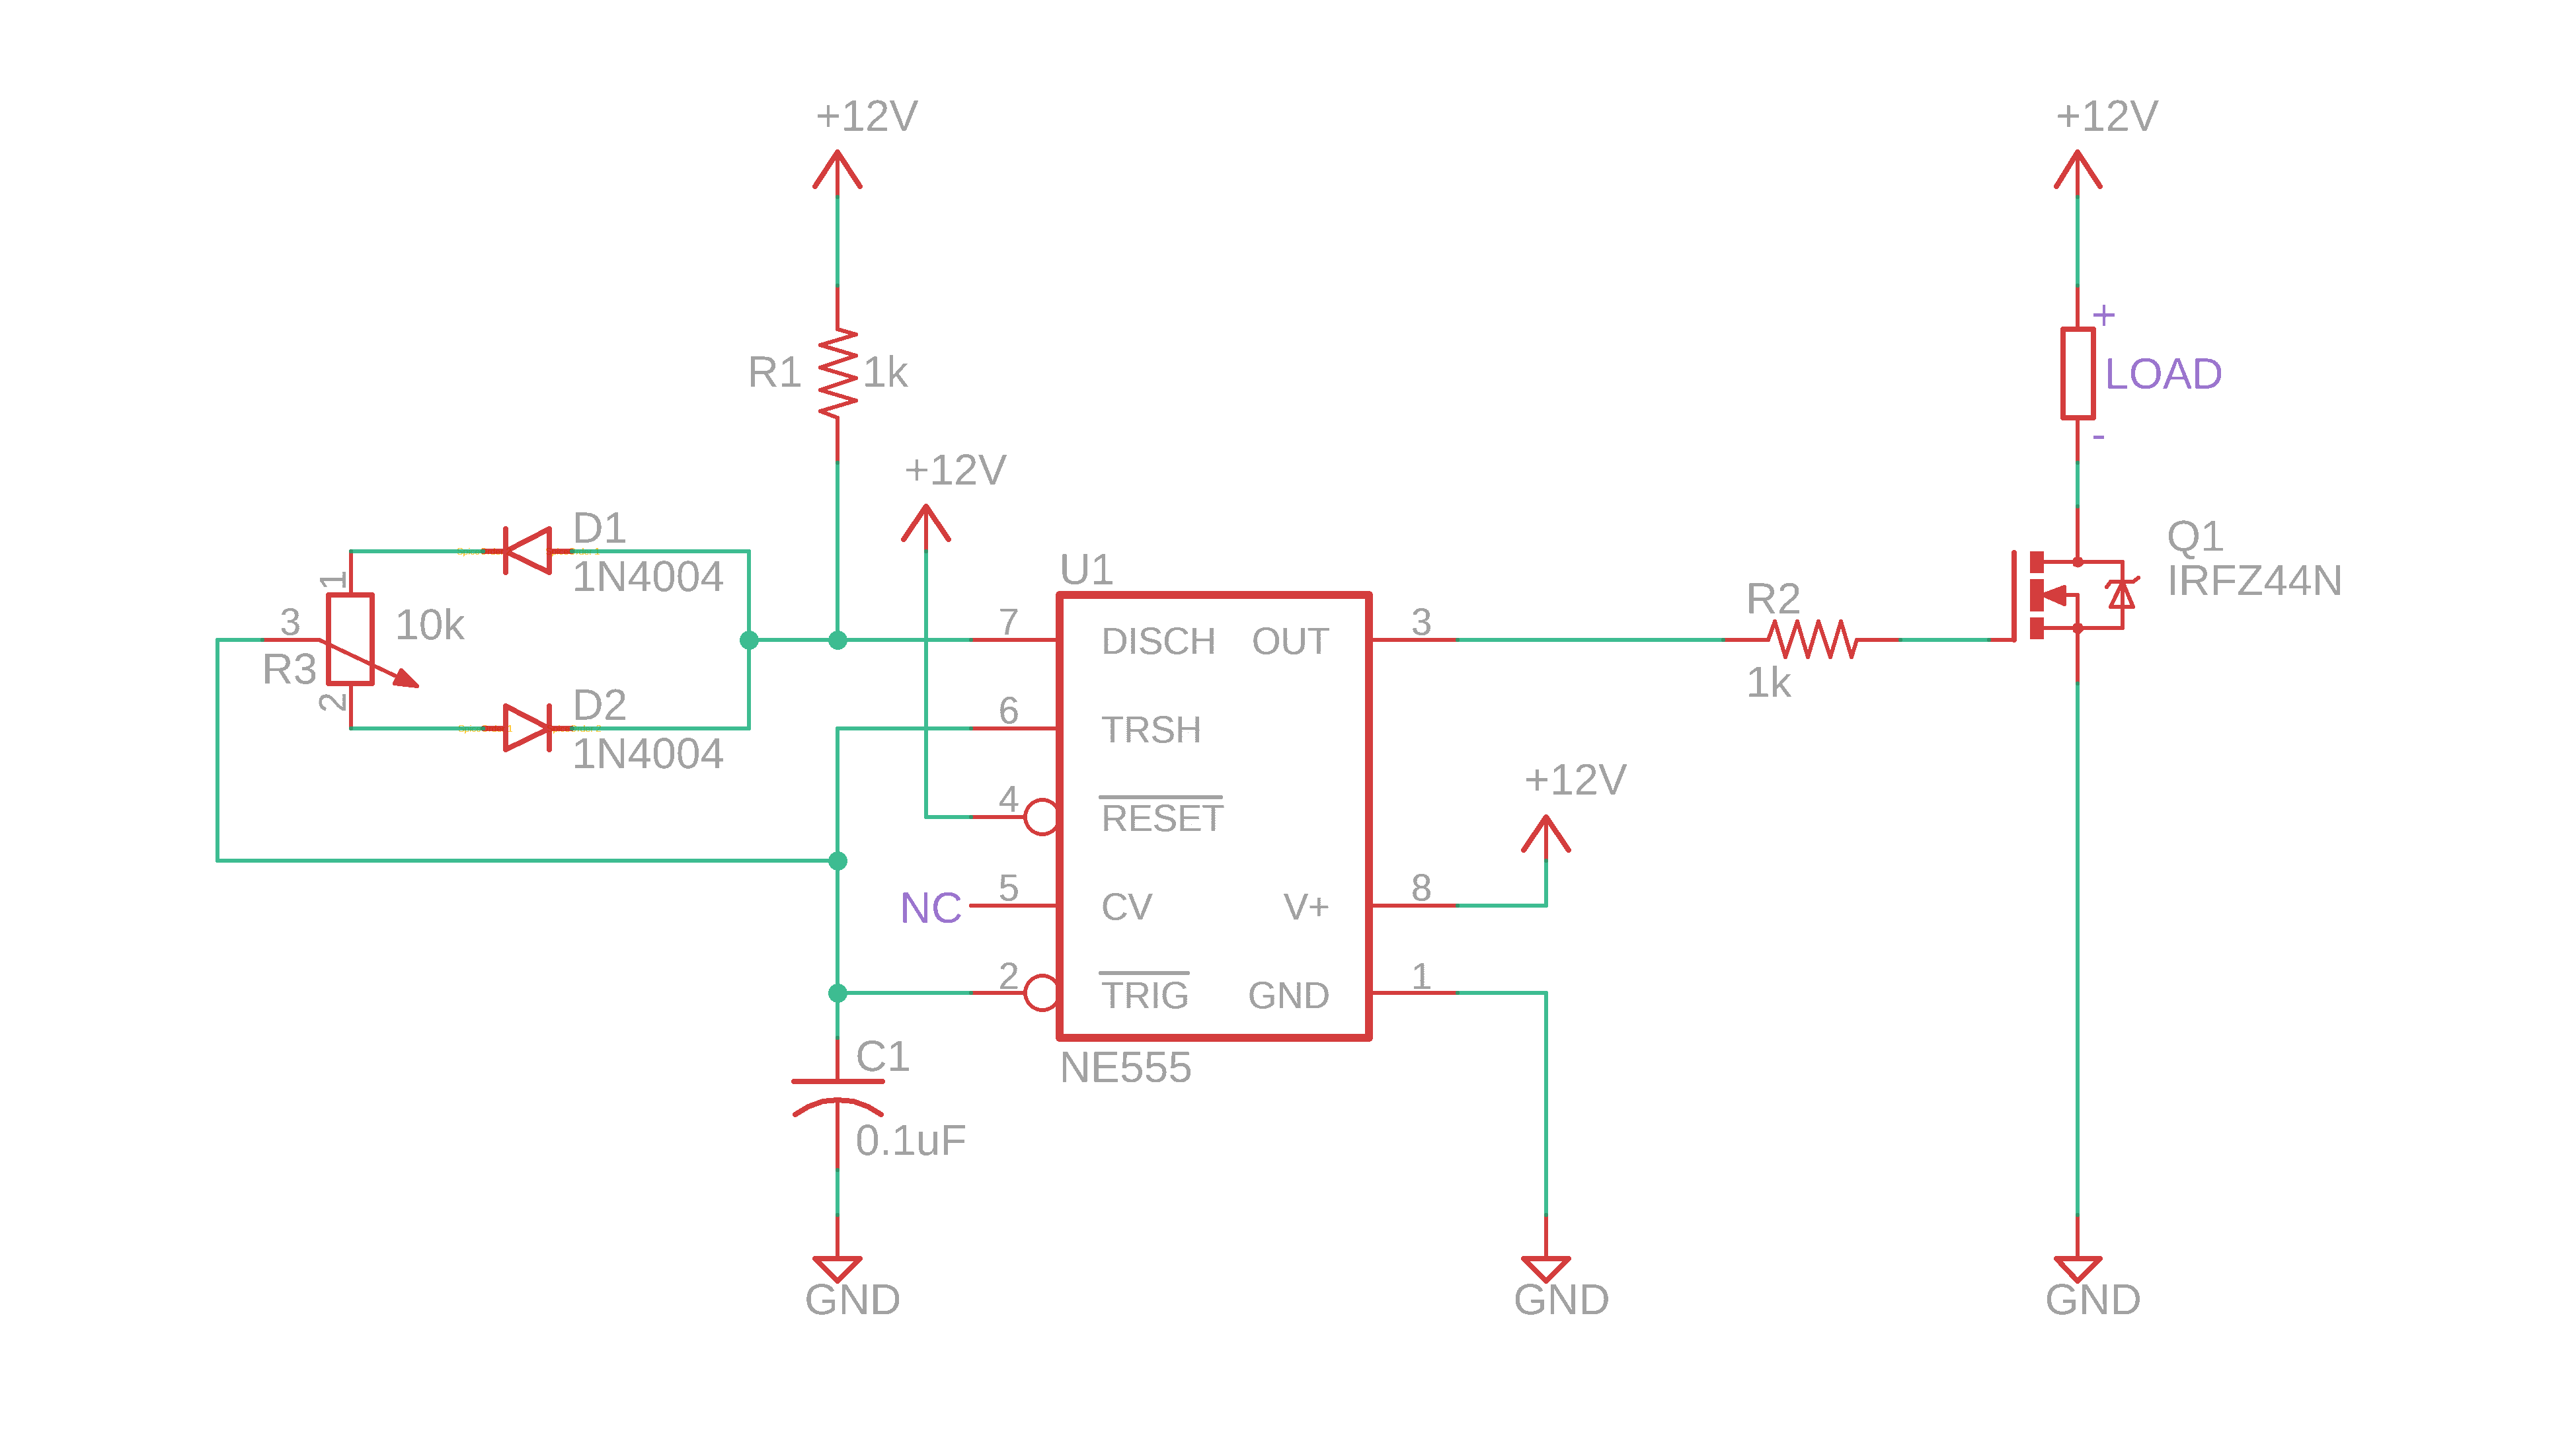 +12V
+12V
R1 1k
+
LOAD
-
+12V
D1
1N4004
Q1
IRFZ44N
U1
1
3
10k
R3
2
D2
1N4004
7 DISCH OUT 3
R2
1k
6 TRSH
4 RESET
+12V
NC 5 CV V+ 8
2 TRIG GND 1
C1
NE555
0.1uF
GND
GND
GND